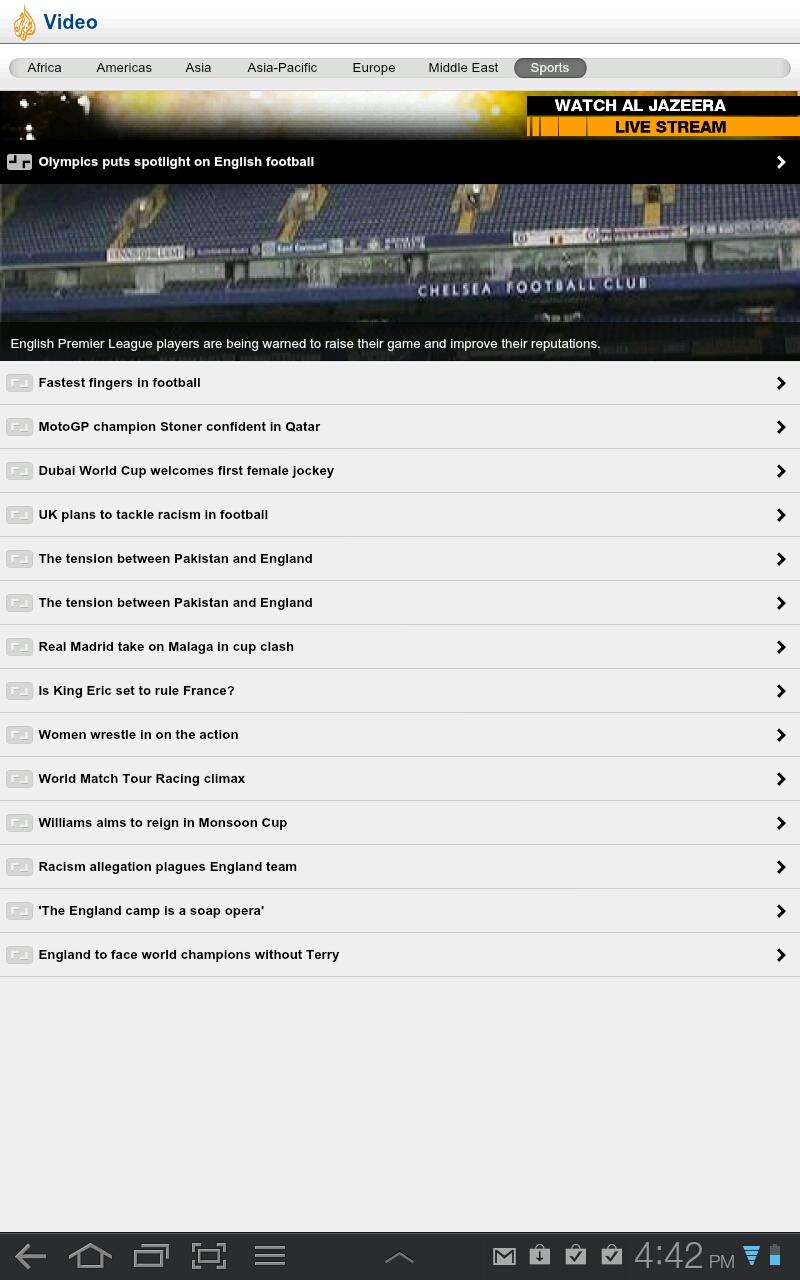 Video
Africa
Americas
Asia
Asia-Pacific
Europe
Middle East
Sports
WATCH AL JAZEERA
LIVE STREAM
Olympics puts spotlight on English football
CHELSEA FOOTBALL CLUB
English Premier League players are being warned to raise their game and improve their reputations.
Fastest fingers in football
MotoGP champion Stoner confident in Qatar
Dubai World Cup welcomes first female jockey
UK plans to tackle racism in football
The tension between Pakistan and England
The tension between Pakistan and England
Real Madrid take on Malaga in cup clash
Is King Eric set to rule France?
Women wrestle in on the action
World Match Tour Racing climax
Williams aims to reign in Monsoon Cup
Racism allegation plagues England team
'The England camp is a soap opera'
England to face world champions without Terry
4:42 PM